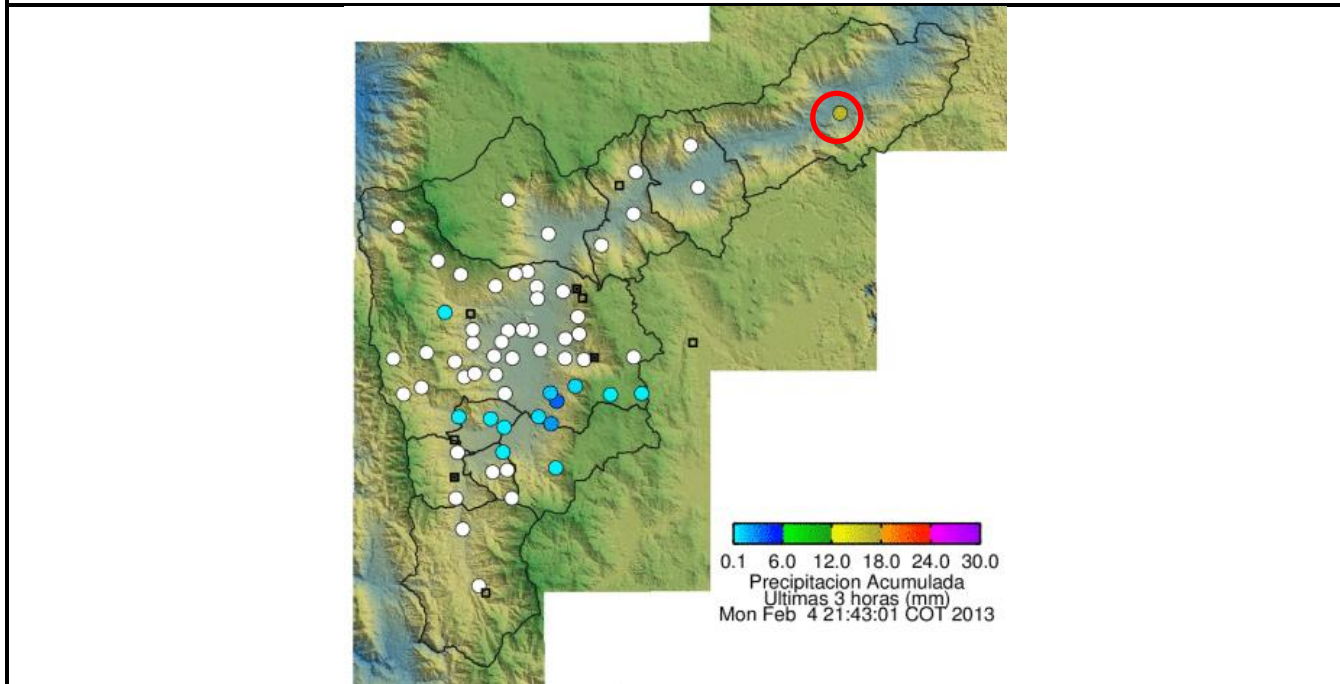 0.1 6.0 12.0 18.0 24.0 30.0
Precipitacion Acumulada
Ultimas 3 horas (mm)
Mon Feb 4 21:43:01 COT 2013